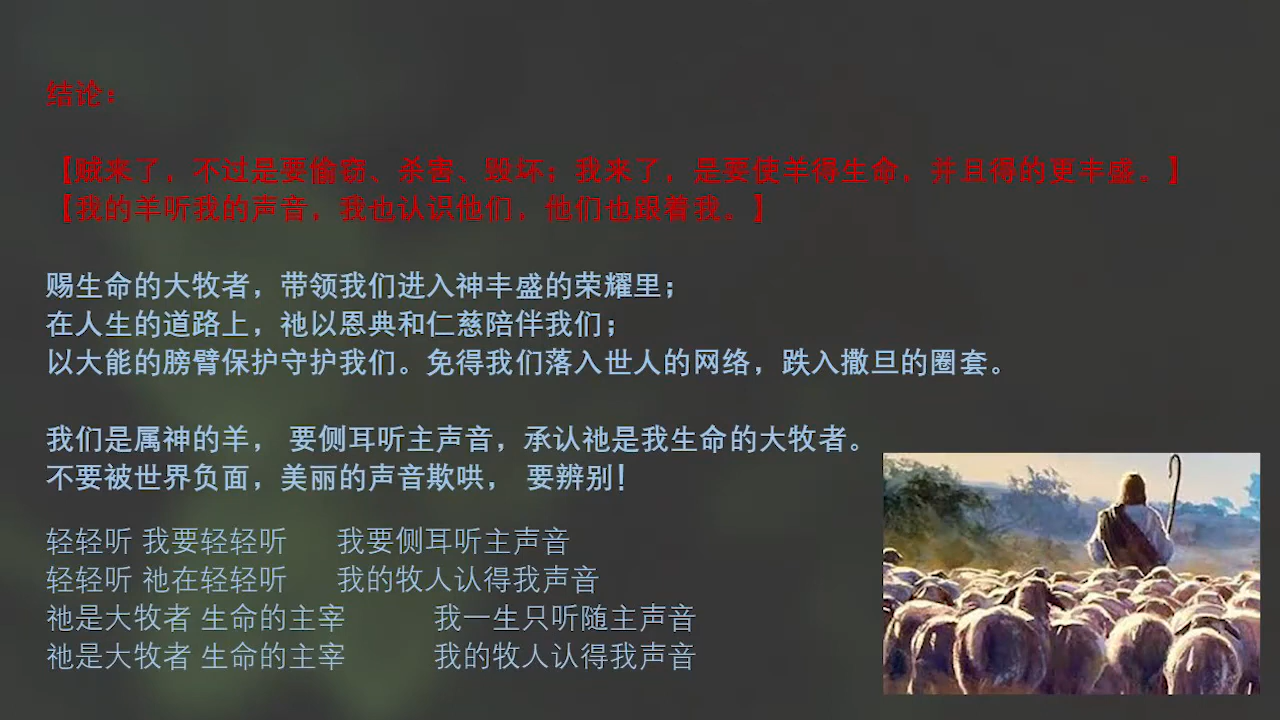 结论：
【贼来了，不过是要偷窃、杀害、毁坏；我来了，是要使羊得生命，并且得的更丰盛。】
【我的羊听我的声音，我也认识他们，他们也跟着我。】
赐生命的大牧者，带领我们进入神丰盛的荣耀里；
在人生的道路上，祂以恩典和仁慈陪伴我们；
以大能的膀臂保护守护我们。免得我们落入世人的网络，跌入撒旦的圈套。
我们是属神的羊， 要侧耳听主声音，承认祂是我生命的大牧者。
不要被世界负面，美丽的声音欺哄， 要辨别！
轻轻听 我要轻轻听 我要侧耳听主声音
轻轻听 祂在轻轻听 我的牧人认得我声音
祂是大牧者 生命的主宰 我一生只听随主声音
祂是大牧者 生命的主宰 我的牧人认得我声音